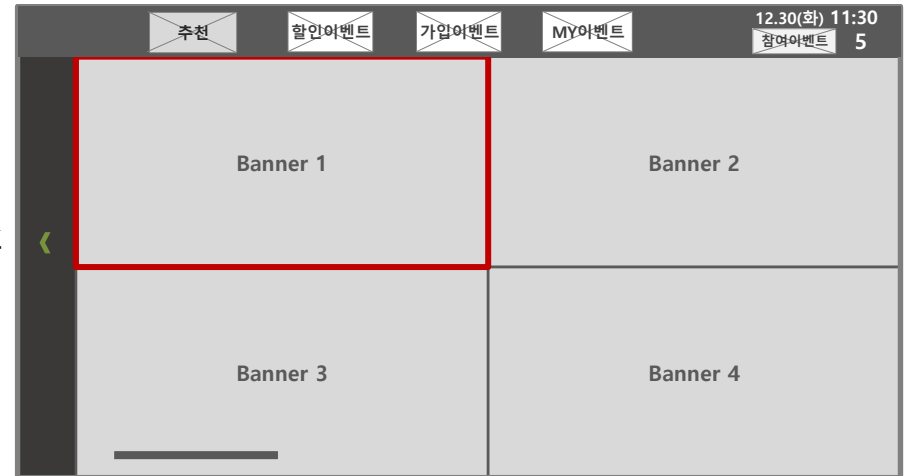 추천
할인이벤트
가입이벤트
MY이벤트
12.30(화) 11:30
참여이벤트 5
Banner 1
Banner 2
Banner 3
Banner 4